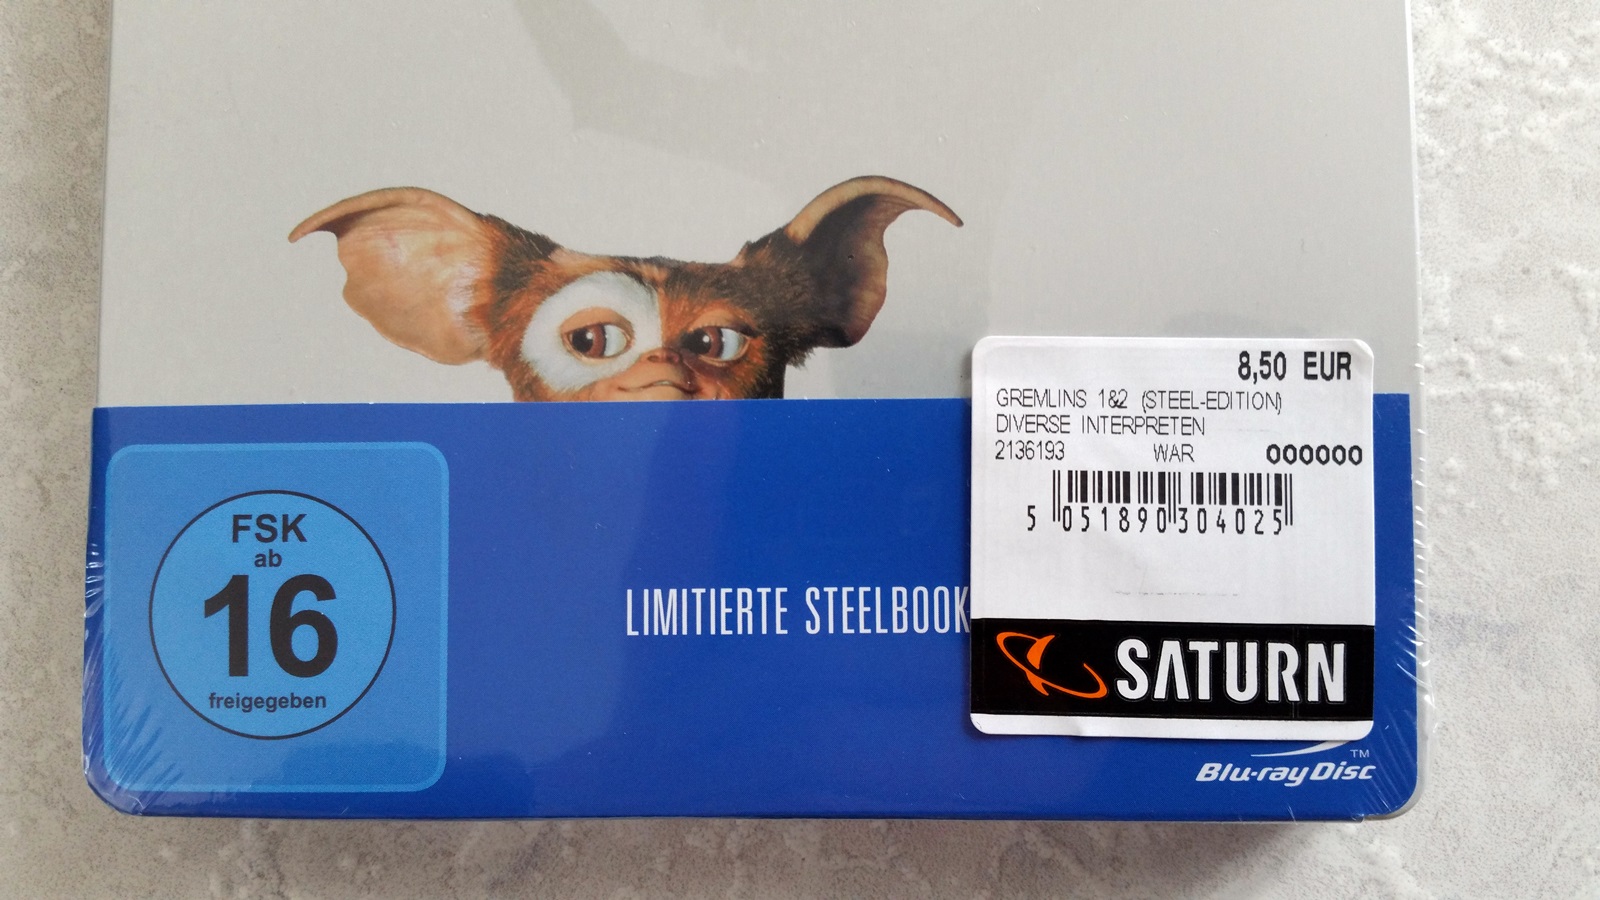 8,50 EUR
GREMLINS 1&2 (STEEL-EDITION)
DIVERSE INTERPRETEN
2136193 WAR 000000
5 051890 304025
SATURN
FSK
ab
16
freigegeben
LIMITIERTE STEELBOOK
TM
Blu-ray Disc